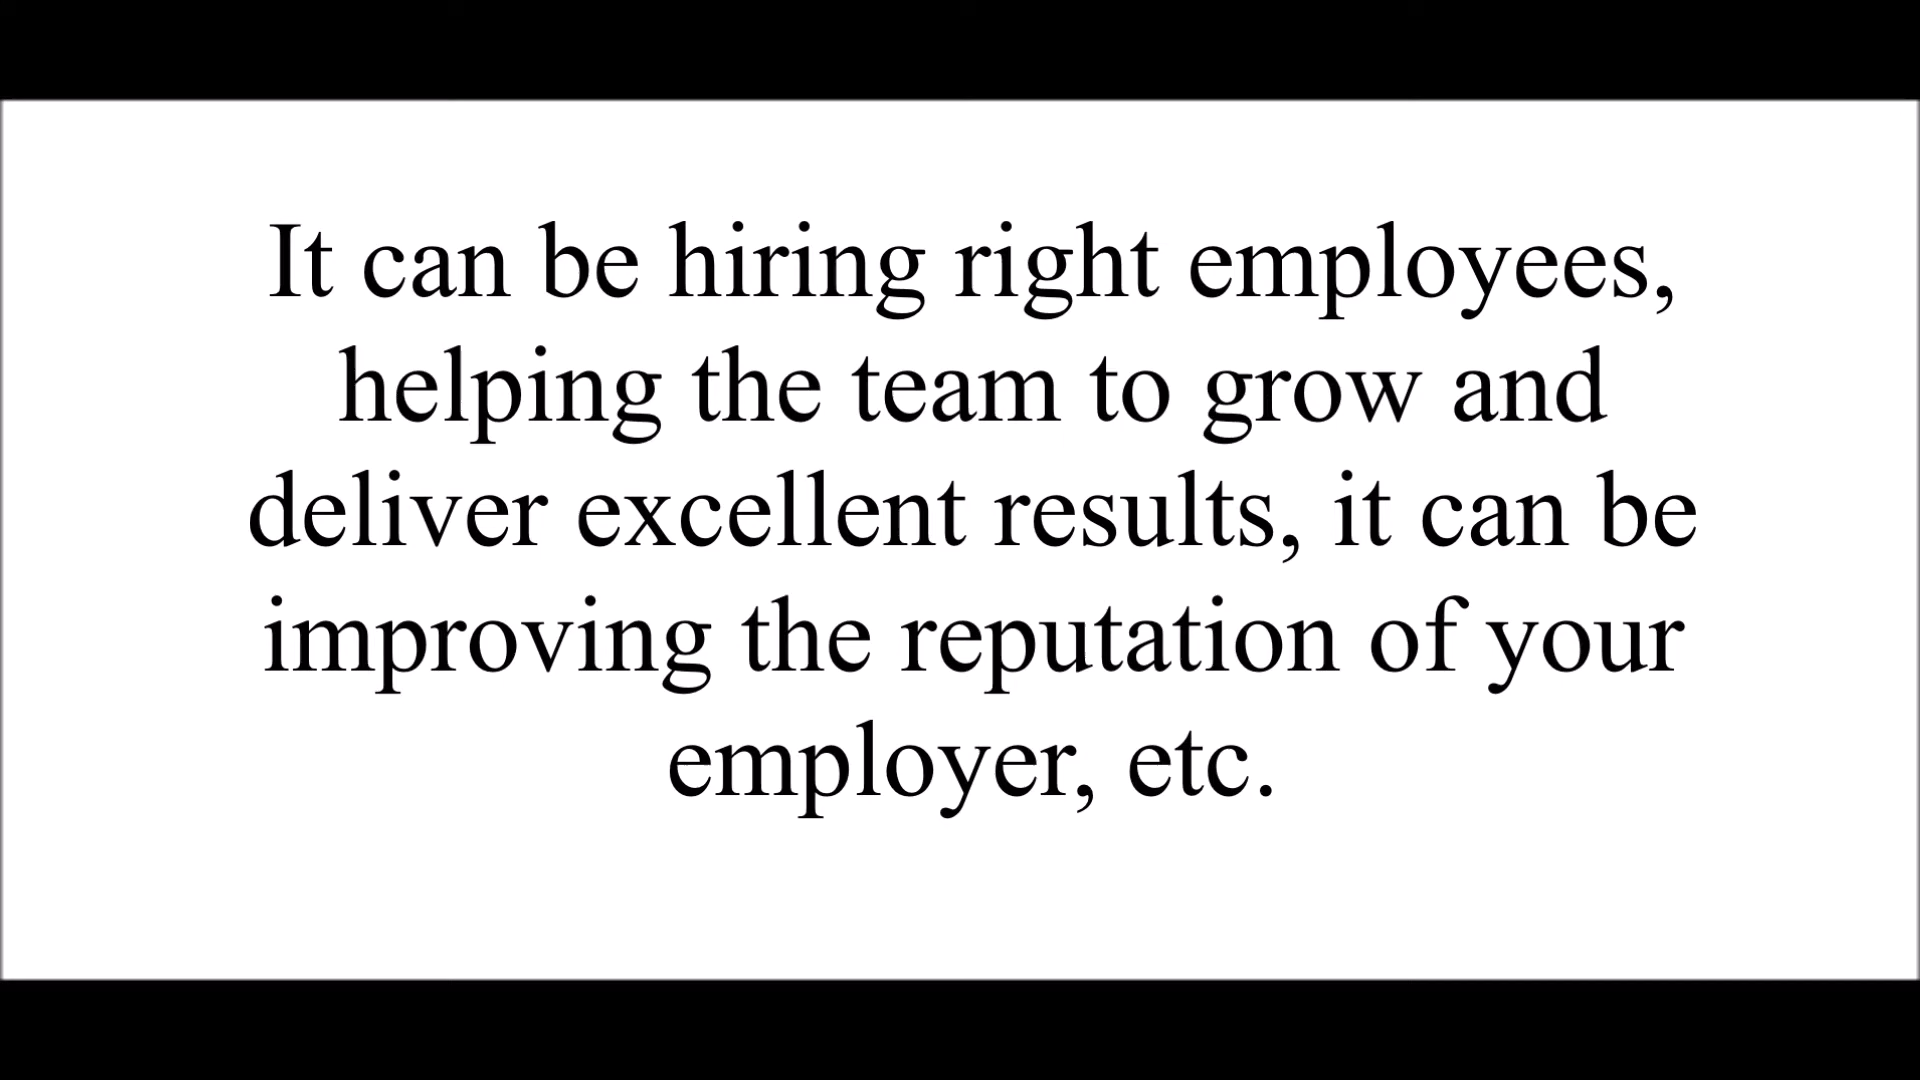 It can be hiring right employees,
helping the team to grow and
deliver excellent results, it can be
improving the reputation of your
employer, etc.